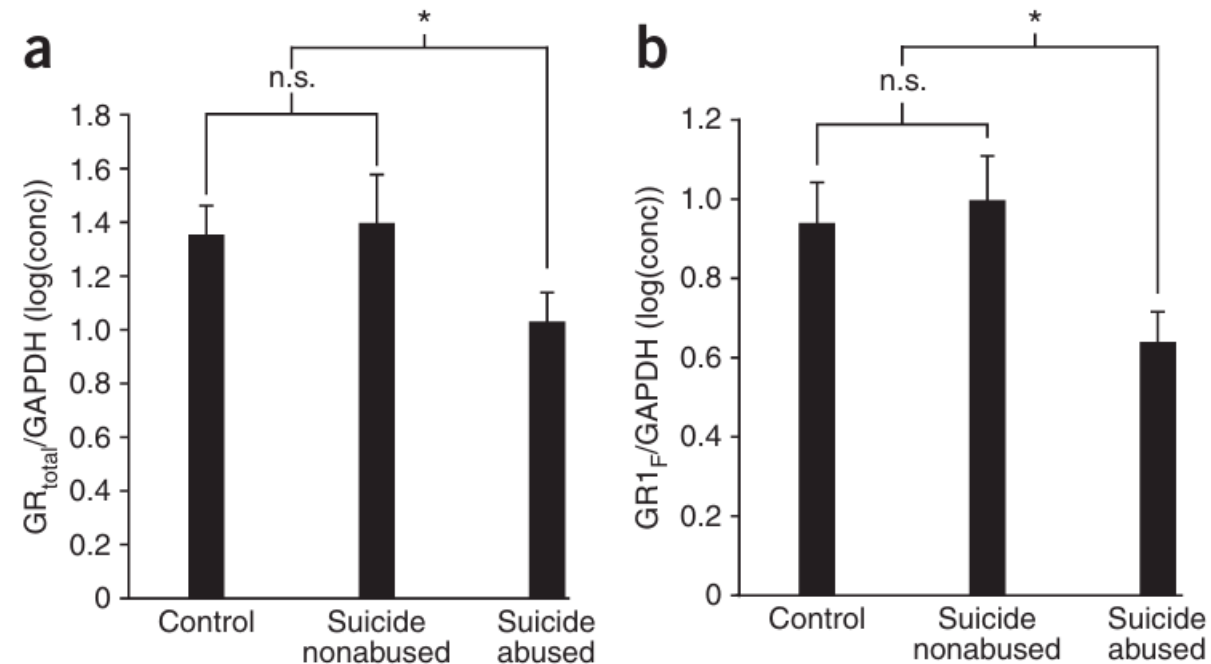 a
*
n.s.
1.8
1.6
1.4
1.2
1.0
0.8
0.6
0.4
0.2
0
GRtotal/GAPDH (log(conc))
Control
Suicide
nonabused
Suicide
abused
b
*
n.s.
1.2
1.0
0.8
0.6
0.4
0.2
0
GR1F/GAPDH (log(conc))
Control
Suicide
nonabused
Suicide
abused